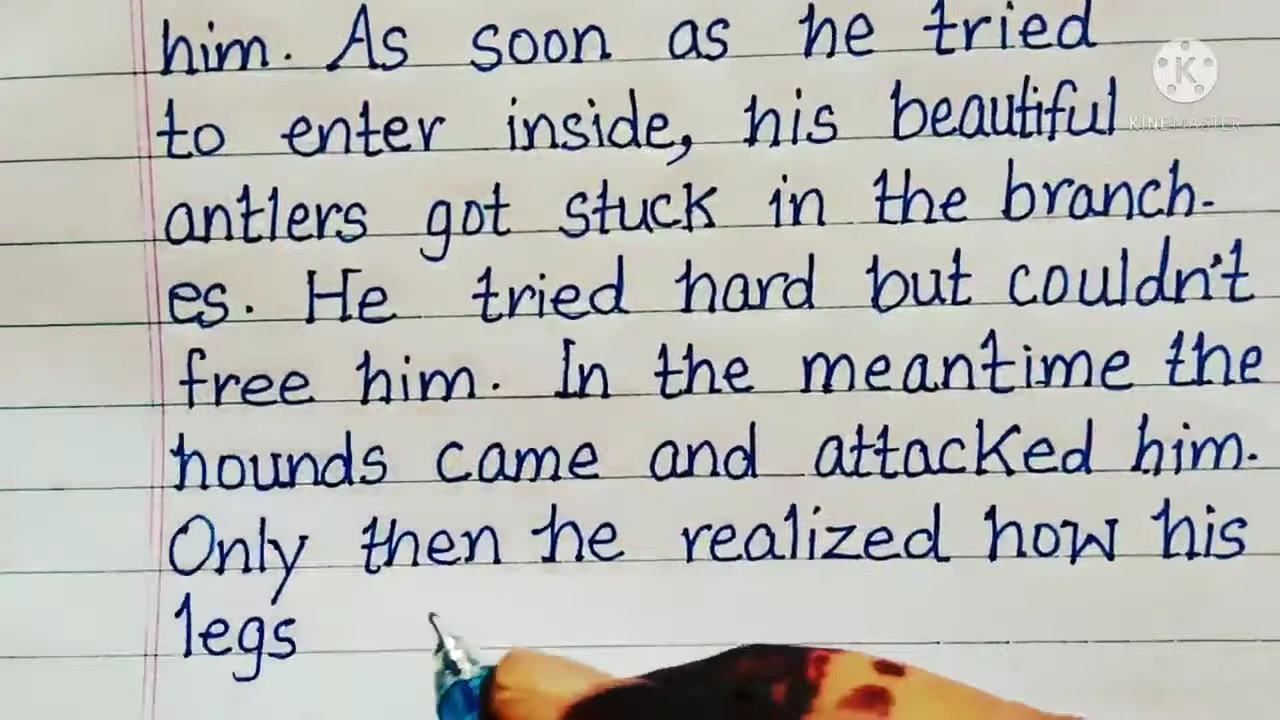 him. As soon as he tried
to enter inside, his beautiful
antlers got stuck in the branch-
es. He tried hard but couldn't
free him. In the meantime the
hounds came and attacked him.
Only then he realized how his
legs
K
KINEMASTER